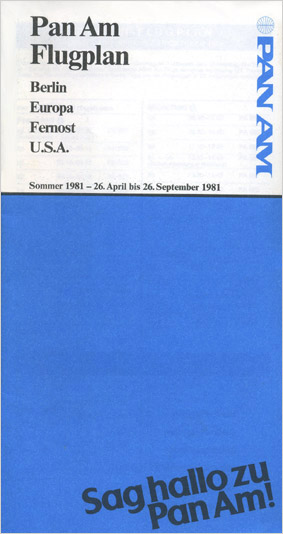 Pan Am
Flugplan
Berlin
Europa
Fernost
U.S.A.
PAN AM
Sommer 1981 – 26. April bis 26. September 1981
Sag hallo zu
Pan Am!